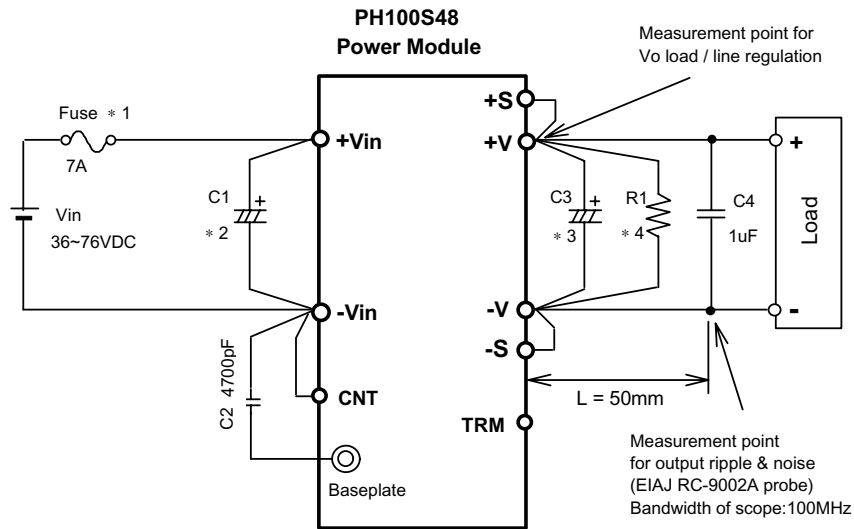 PH100S48
Power Module
Measurement point for
Vo load / line regulation
Fuse ∗ 1
7A
Vin
36~76VDC
C1
+
∗ 2
C2 4700pF
+Vin
-Vin
CNT
Baseplate
+S
+V
-V
-S
TRM
C3
+
∗ 3
R1
∗ 4
C4
1uF
+
Load
-
L = 50mm
Measurement point
for output ripple & noise
(EIAJ RC-9002A probe)
Bandwidth of scope:100MHz